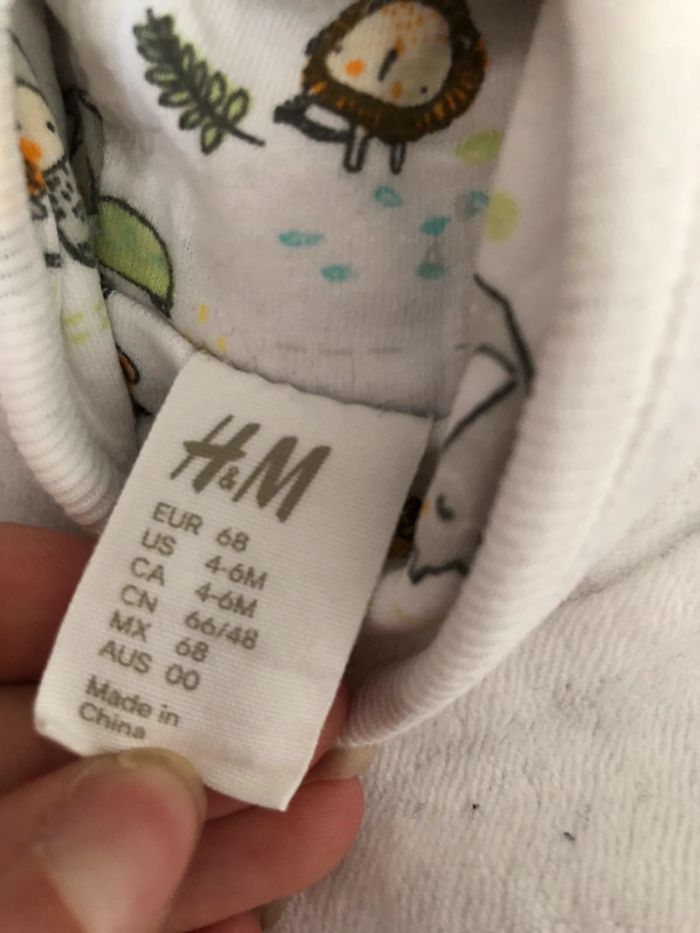 H&M
EUR 68
US 4-6M
CA 4-6M
CN 66/48
MX 68
AUS 00
Made in
China